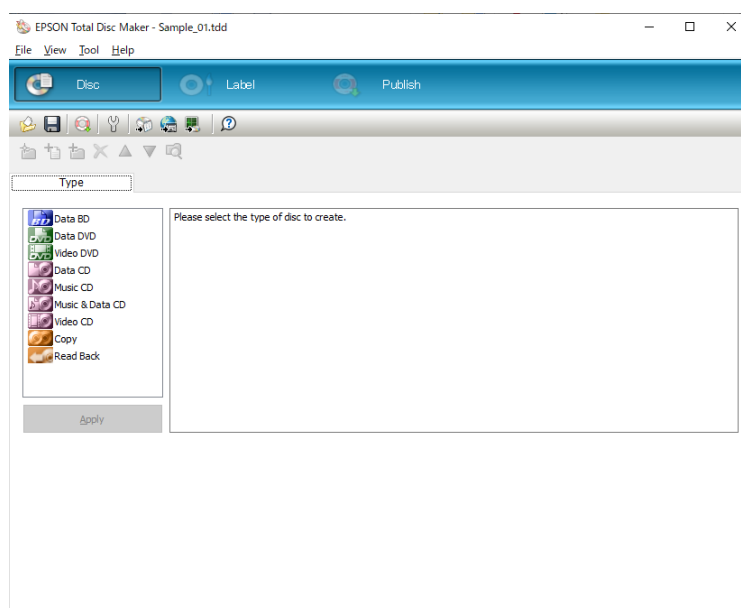 EPSON Total Disc Maker - Sample_01.tdd
File View Tool Help
Disc Label Publish
Type
Data BD
Data DVD
Video DVD
Data CD
Music CD
Music & Data CD
Video CD
Copy
Read Back
Please select the type of disc to create.
Apply